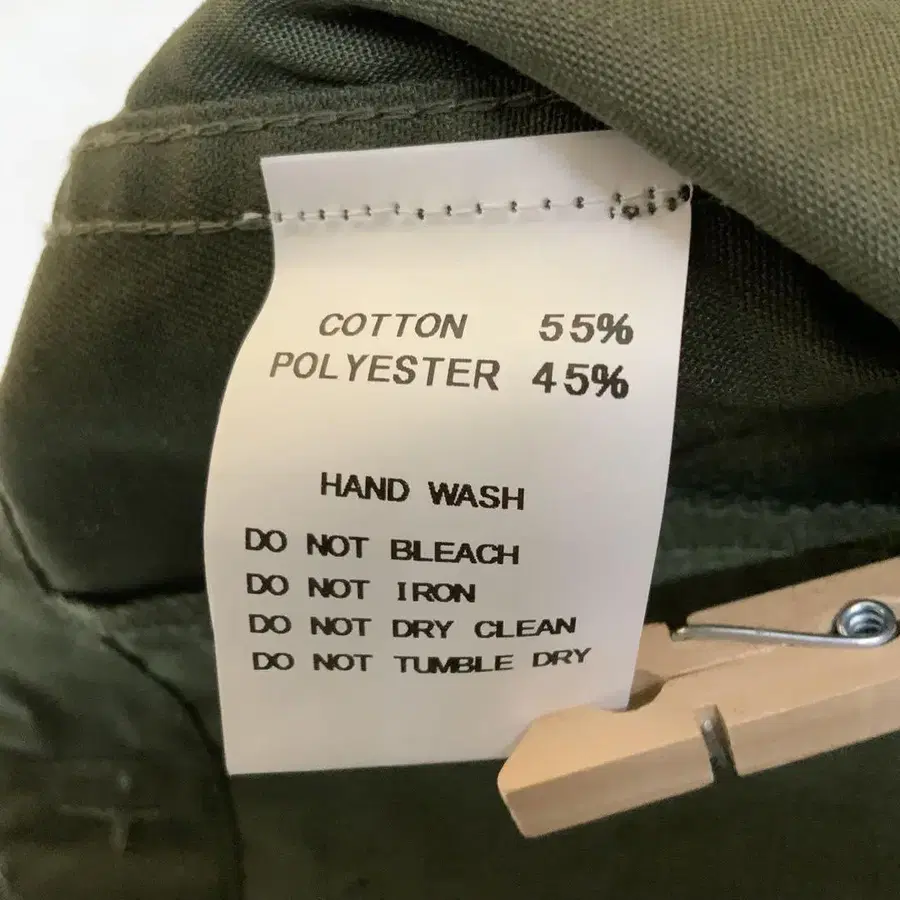 COTTON 55%
POLYESTER 45%
HAND WASH
DO NOT BLEACH
DO NOT IRON
DO NOT DRY CLEAN
DO NOT TUMBLE DRY